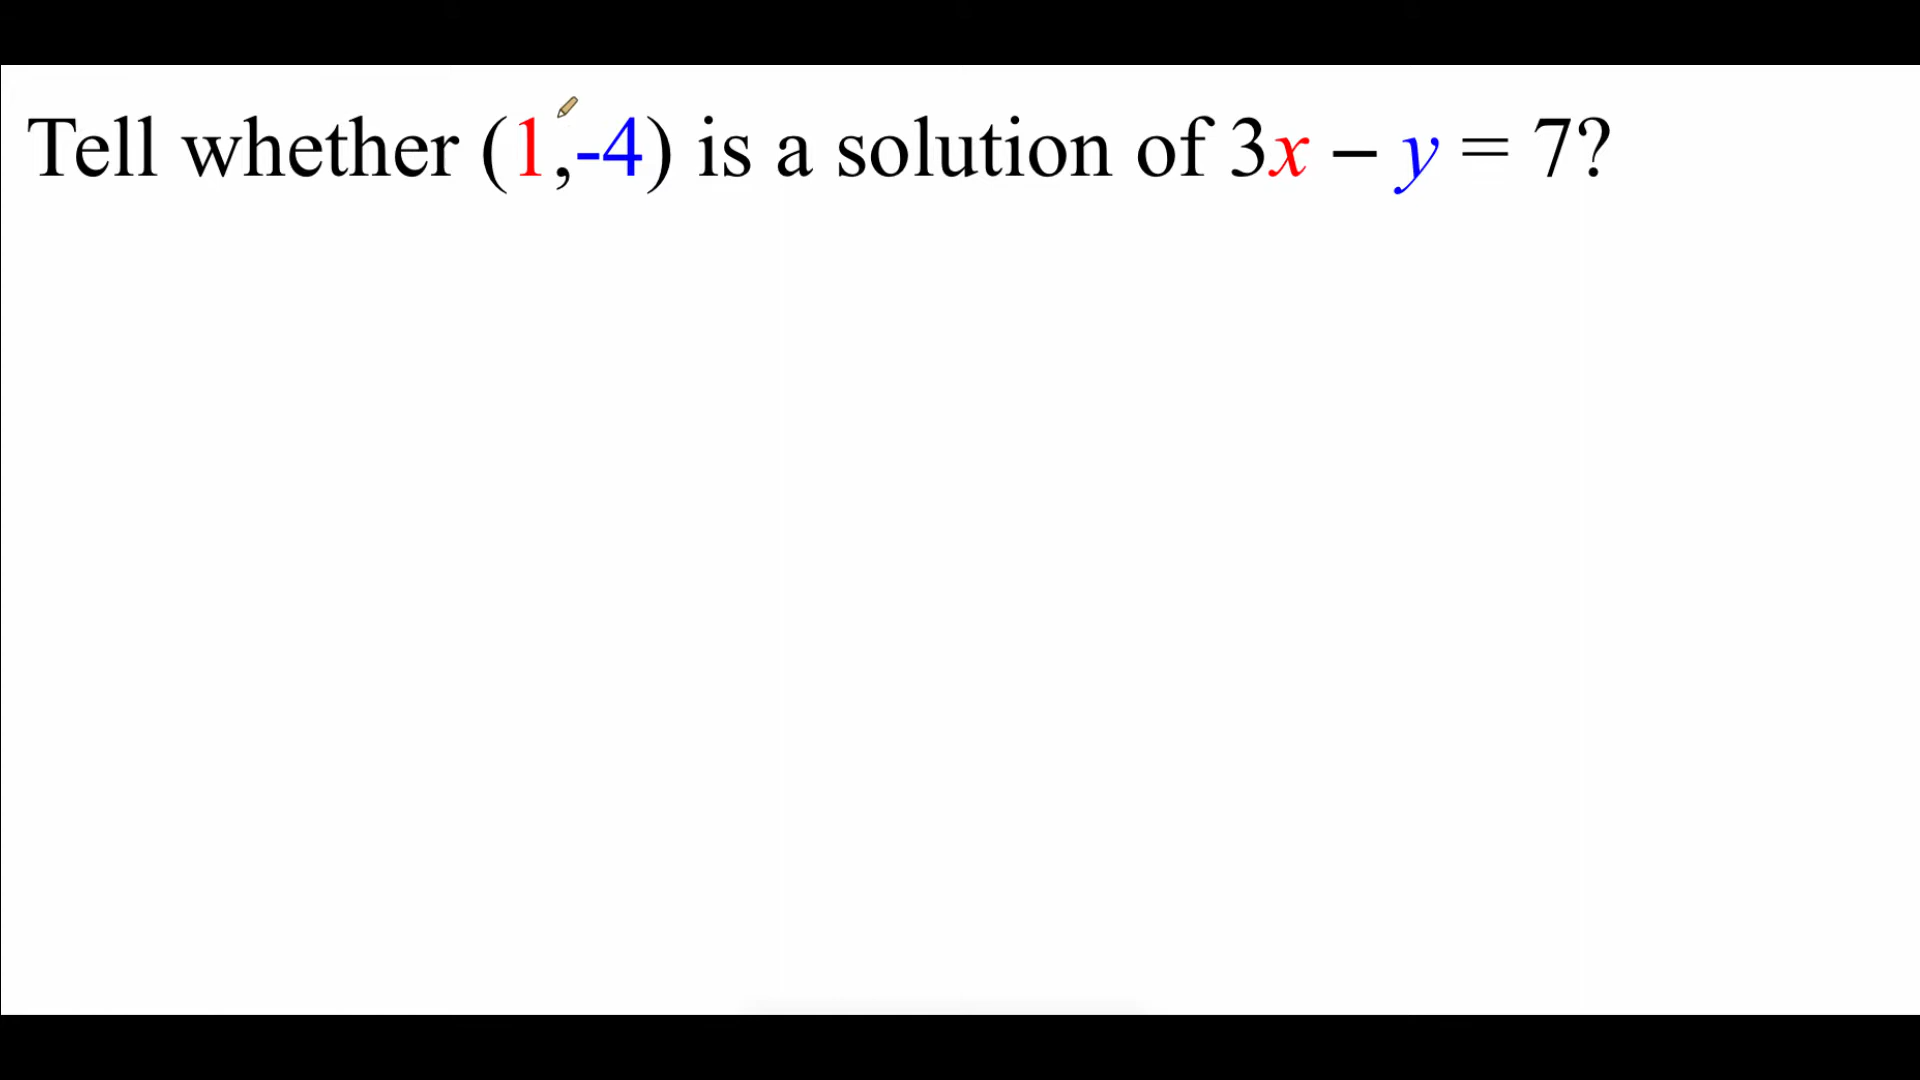 Tell whether (1,-4) is a solution of 3x – y = 7?